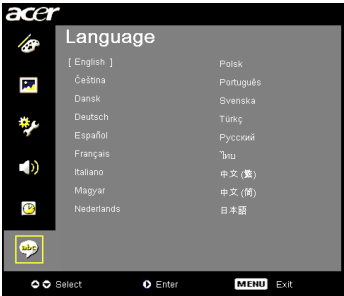 acer
Language
[ English ]
Čeština
Dansk
Deutsch
Español
Français
Italiano
Magyar
Nederlands
Polsk
Português
Svenska
Türkç
Русский
ไทย
中文 (繁)
中文 (简)
日本語
abc
Select
Enter
MENU Exit